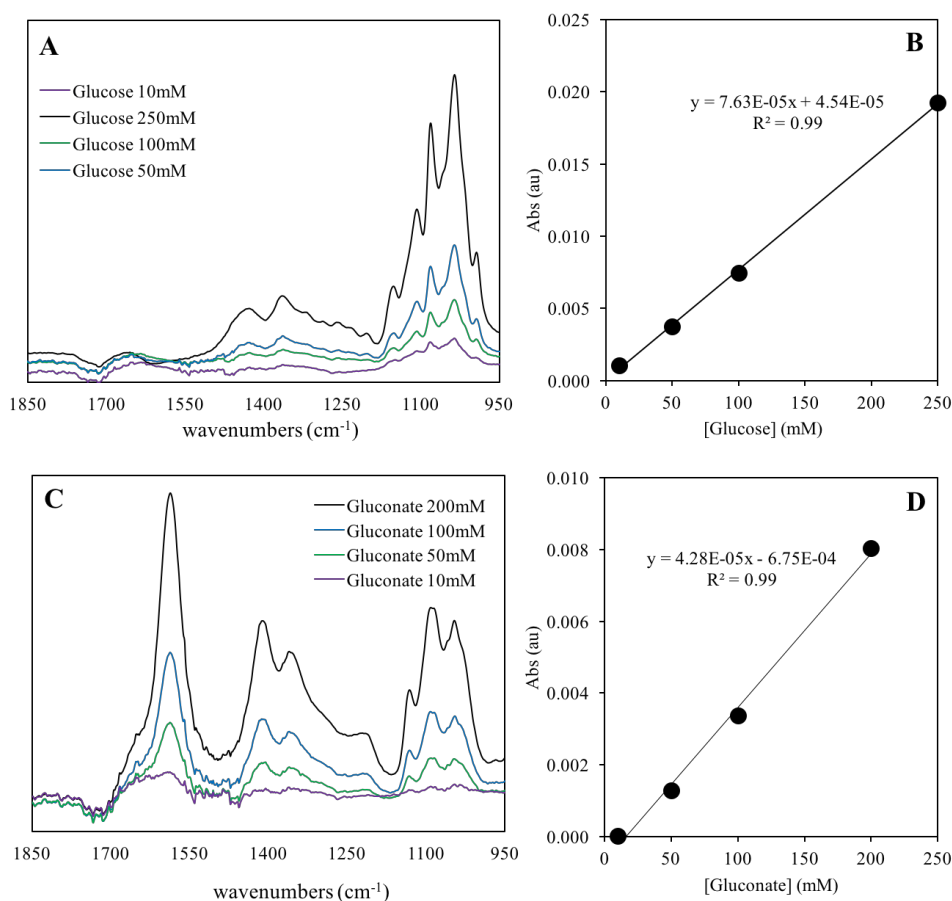 A
Glucose 10mM
Glucose 250mM
Glucose 100mM
Glucose 50mM
1850 1700 1550 1400 1250 1100 950
wavenumbers (cm-1)
B
y = 7.63E-05x + 4.54E-05
R² = 0.99
Abs (au)
0.025
0.020
0.015
0.010
0.005
0.000
0 50 100 150 200 250
[Glucose] (mM)
C
Gluconate 200mM
Gluconate 100mM
Gluconate 50mM
Gluconate 10mM
1850 1700 1550 1400 1250 1100 950
wavenumbers (cm-1)
D
y = 4.28E-05x - 6.75E-04
R² = 0.99
Abs (au)
0.010
0.008
0.006
0.004
0.002
0.000
0 50 100 150 200 250
[Gluconate] (mM)